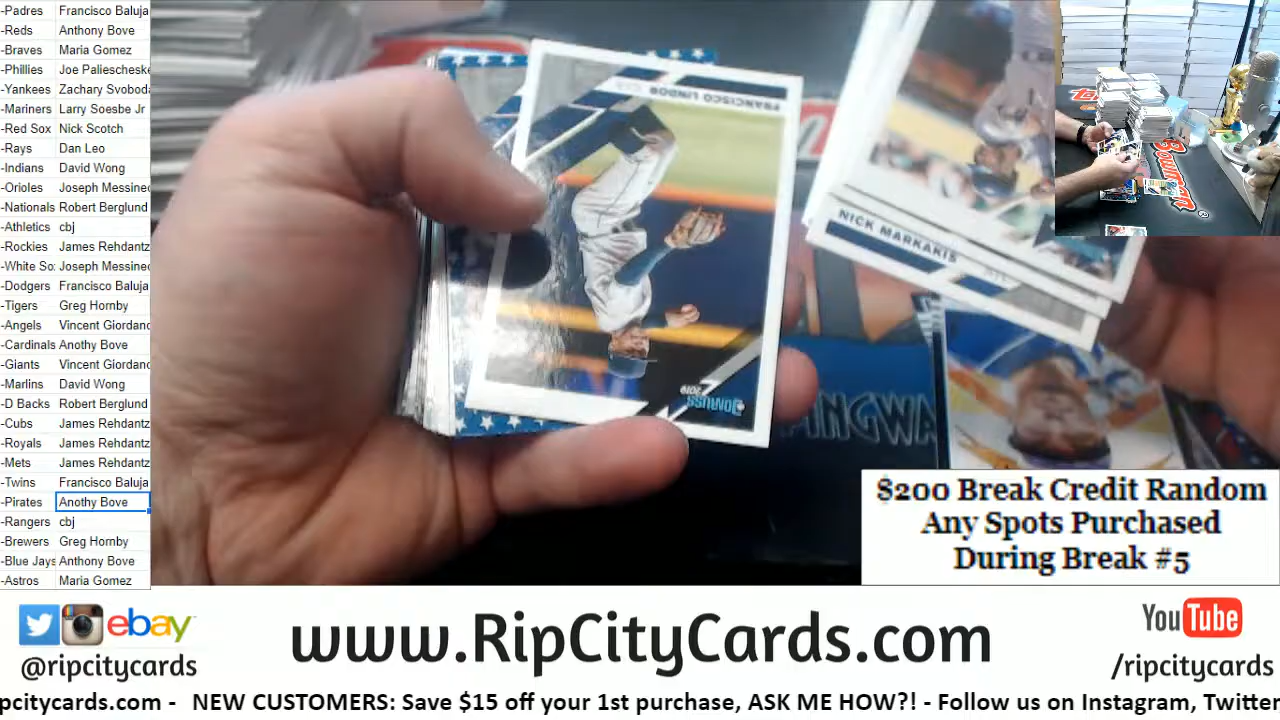 -Padres Francisco Baluja
-Reds Anthony Bove
-Braves Maria Gomez
-Phillies Joe Paliescheske
-Yankees Zachary Svoboda
-Mariners Larry Soesbe Jr
-Red Sox Nick Scotch
-Rays Dan Leo
-Indians David Wong
-Orioles Joseph Messineo
-Nationals Robert Berglund
-Athletics cbj
-Rockies James Rehdantz
-White So Joseph Messineo
-Dodgers Francisco Baluja
-Tigers Greg Hornby
-Angels Vincent Giordano
-Cardinals Anothy Bove
-Giants Vincent Giordano
-Marlins David Wong
-D Backs Robert Berglund
-Cubs James Rehdantz
-Royals James Rehdantz
-Mets James Rehdantz
-Twins Francisco Baluja
-Pirates Anothy Bove
-Rangers cbj
-Brewers Greg Hornby
-Blue Jays Anthony Bove
-Astros Maria Gomez
FRANCISCO LINDOR
DONRUSS
2019
NICK MARKAKIS
BOWMAN
INGWA
$200 Break Credit Random
Any Spots Purchased
During Break #5
ebay
@ripcitycards
www.RipCityCards.com
YouTube
/ripcitycards
pcitycards.com - NEW CUSTOMERS: Save $15 off your 1st purchase, ASK ME HOW?! - Follow us on Instagram, Twitter